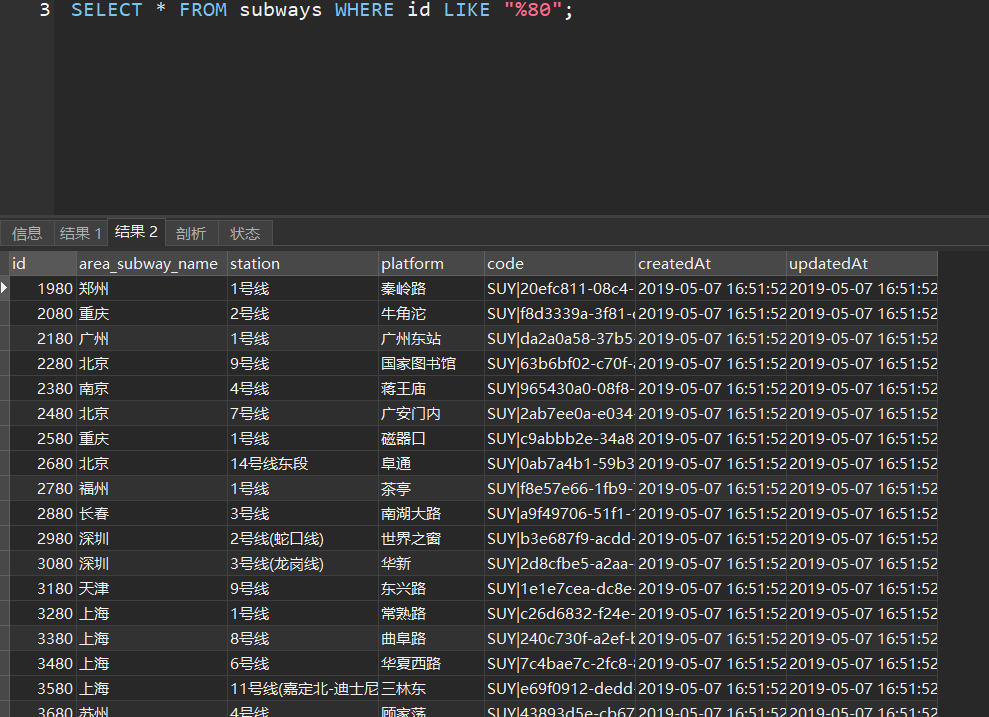 3 SELECT * FROM subways WHERE id LIKE "%80";
信息 结果 1 结果 2 剖析 状态
id area_subway_name station platform code createdAt updatedAt
1980 郑州 1号线 秦岭路 SUY|20efc811-08c4- 2019-05-07 16:51:52 2019-05-07 16:51:52
2080 重庆 2号线 牛角沱 SUY|f8d3339a-3f81- 2019-05-07 16:51:52 2019-05-07 16:51:52
2180 广州 1号线 广州东站 SUY|da2a0a58-37b5- 2019-05-07 16:51:52 2019-05-07 16:51:52
2280 北京 9号线 国家图书馆 SUY|63b6bf02-c70f- 2019-05-07 16:51:52 2019-05-07 16:51:52
2380 南京 4号线 蒋王庙 SUY|965430a0-08f8- 2019-05-07 16:51:52 2019-05-07 16:51:52
2480 北京 7号线 广安门内 SUY|2ab7ee0a-e034 2019-05-07 16:51:52 2019-05-07 16:51:52
2580 重庆 1号线 磁器口 SUY|c9abbb2e-34a8 2019-05-07 16:51:52 2019-05-07 16:51:52
2680 北京 14号线东段 阜通 SUY|0ab7a4b1-59b3 2019-05-07 16:51:52 2019-05-07 16:51:52
2780 福州 1号线 茶亭 SUY|f8e57e66-1fb9- 2019-05-07 16:51:52 2019-05-07 16:51:52
2880 长春 3号线 南湖大路 SUY|a9f49706-51f1- 2019-05-07 16:51:52 2019-05-07 16:51:52
2980 深圳 2号线(蛇口线) 世界之窗 SUY|b3e687f9-acdd- 2019-05-07 16:51:52 2019-05-07 16:51:52
3080 深圳 3号线(龙岗线) 华新 SUY|2d8cfbe5-a2aa- 2019-05-07 16:51:52 2019-05-07 16:51:52
3180 天津 9号线 东兴路 SUY|1e1e7cea-dc8e- 2019-05-07 16:51:52 2019-05-07 16:51:52
3280 上海 1号线 常熟路 SUY|c26d6832-f24e- 2019-05-07 16:51:52 2019-05-07 16:51:52
3380 上海 8号线 曲阜路 SUY|240c730f-a2ef- 2019-05-07 16:51:52 2019-05-07 16:51:52
3480 上海 6号线 华夏西路 SUY|7c4bae7c-2fc8- 2019-05-07 16:51:52 2019-05-07 16:51:52
3580 上海 11号线(嘉定北-迪士尼 三林东 SUY|e69f0912-dedd 2019-05-07 16:51:52 2019-05-07 16:51:52
3680 苏州 4号线 顾家荡 SUY|43893d5e-cb67 2019-05-07 16:51:52 2019-05-07 16:51:52